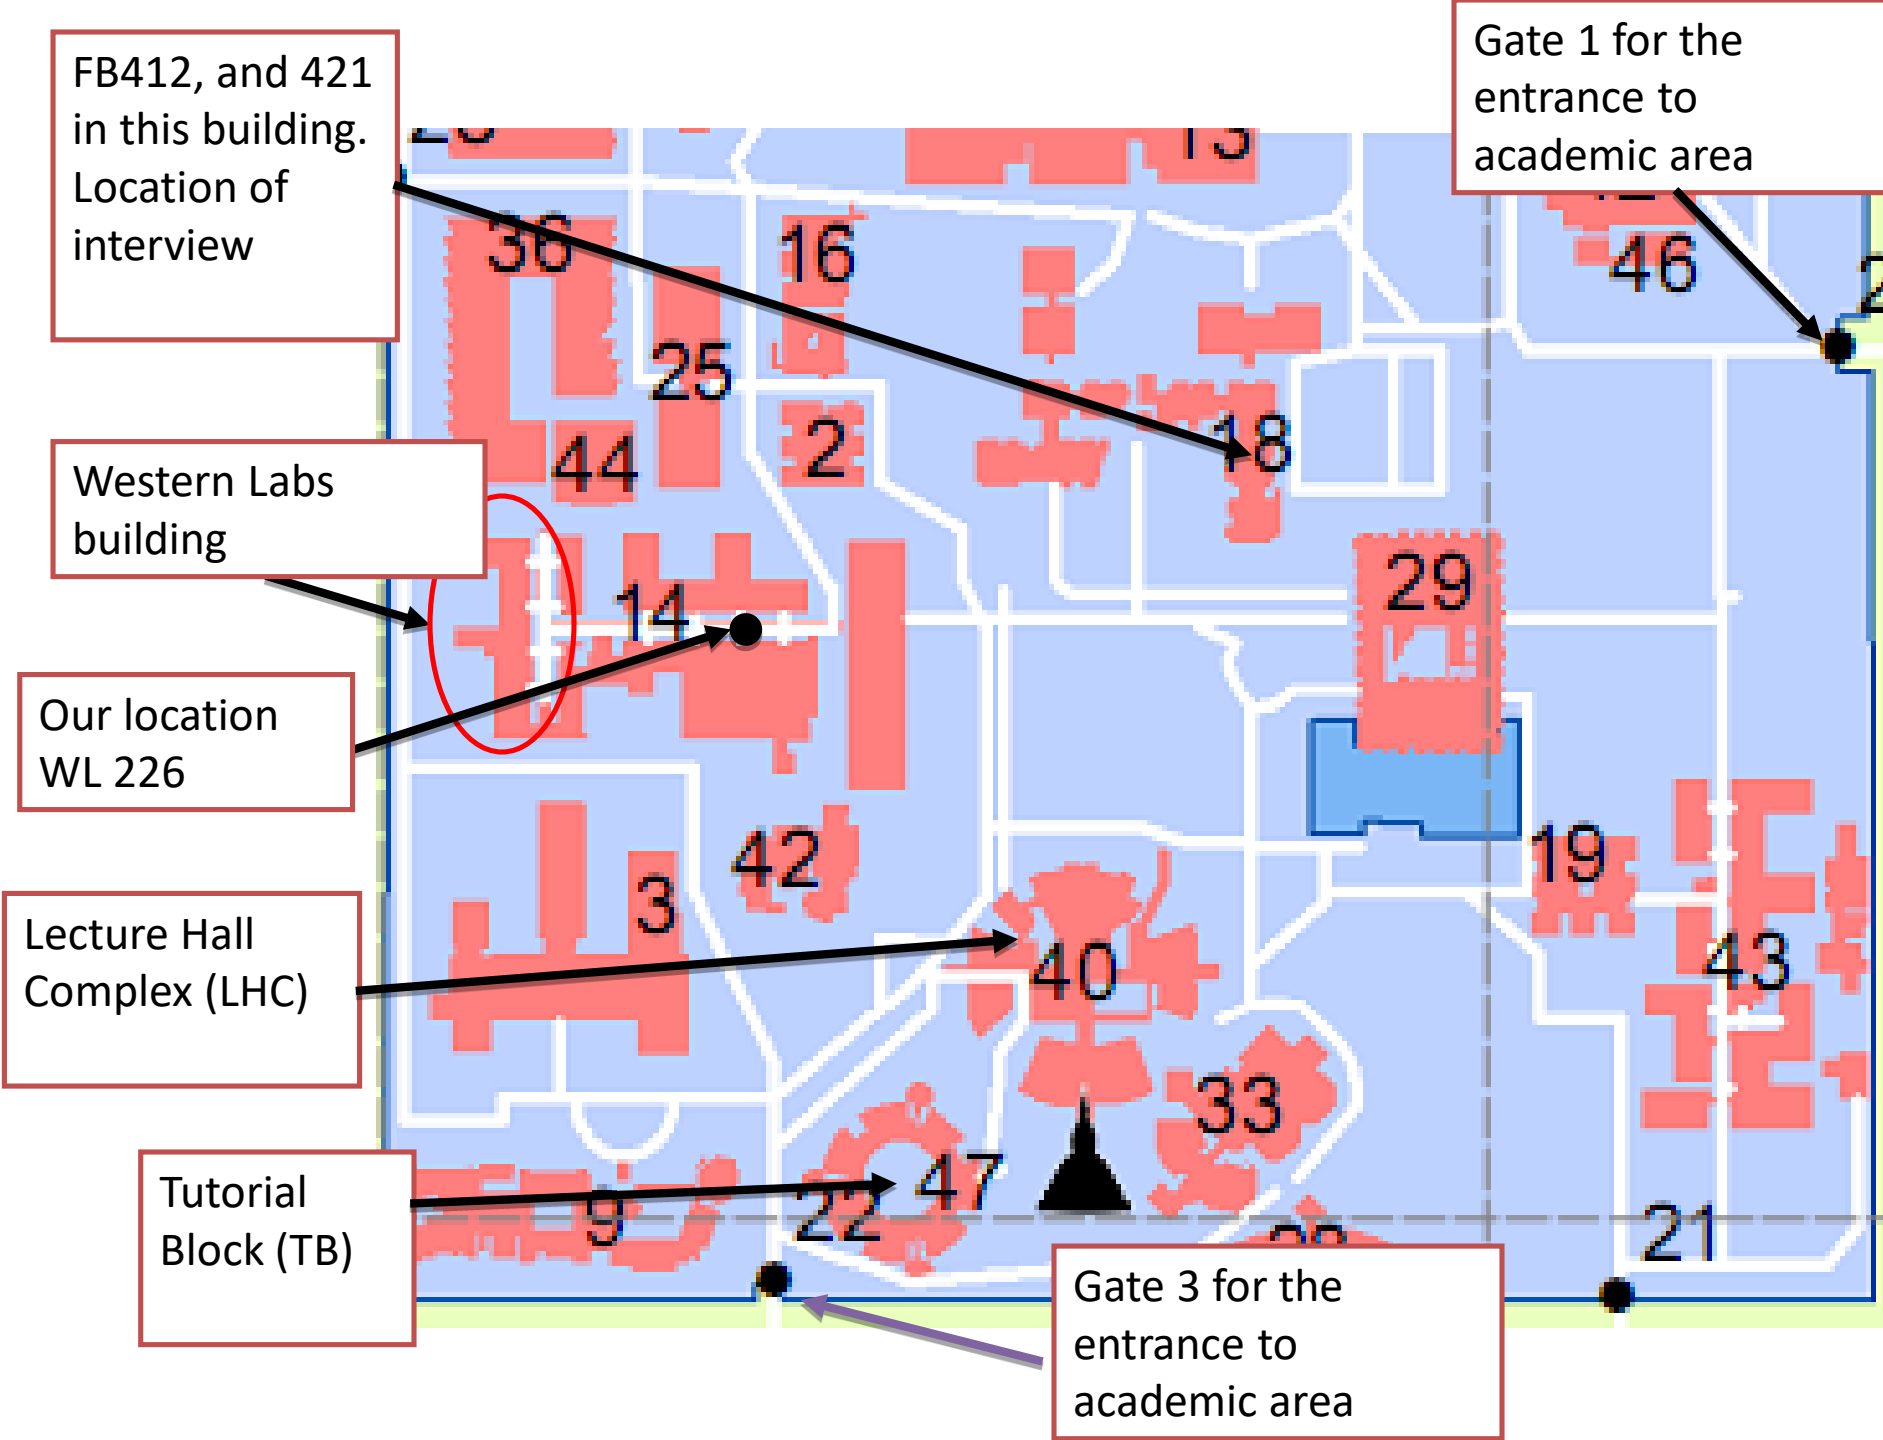 FB412, and 421
in this building.
Location of
interview
Gate 1 for the
entrance to
academic area
13
36
16
46
25
18
2
44
Western Labs
building
29
14
Our location
WL 226
42
19
3
Lecture Hall
Complex (LHC)
40
43
33
Tutorial
Block (TB)
47
22
9
21
Gate 3 for the
entrance to
academic area